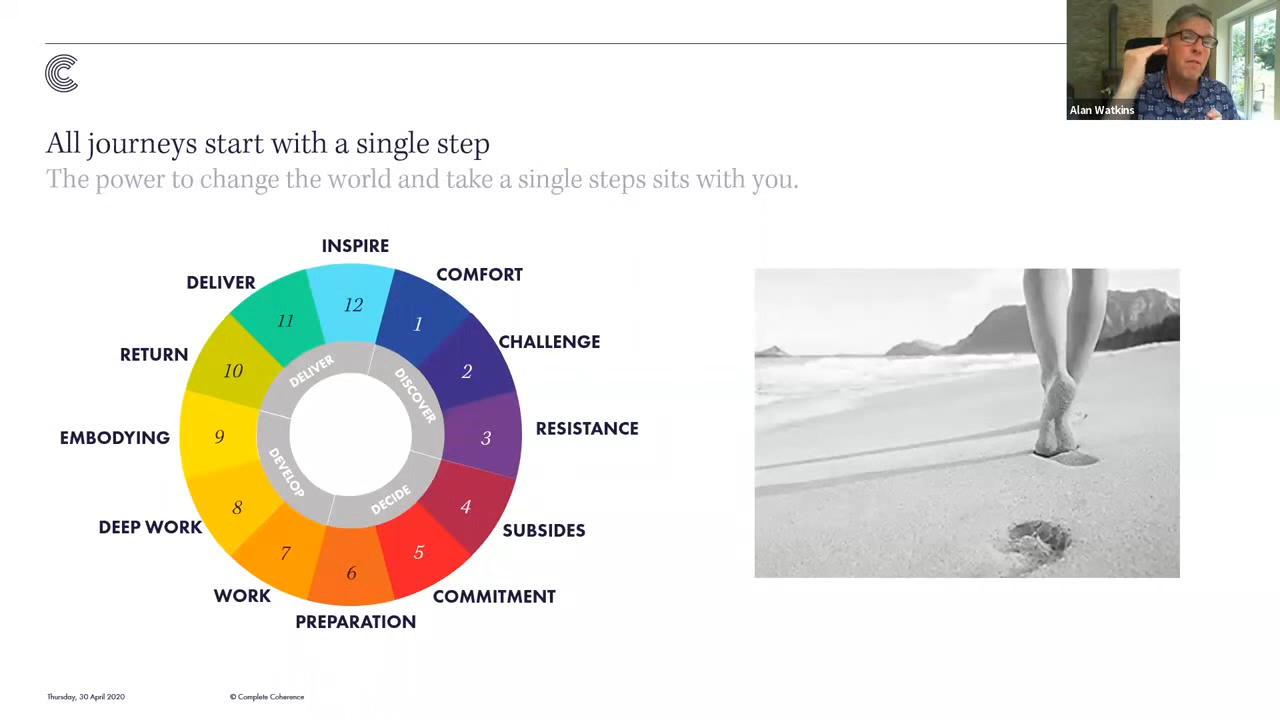 Alan Watkins
All journeys start with a single step
The power to change the world and take a single steps sits with you.
INSPIRE
COMFORT
CHALLENGE
RESISTANCE
SUBSIDES
COMMITMENT
PREPARATION
WORK
DEEP WORK
EMBODYING
RETURN
DELIVER
12
1
2
3
4
5
6
7
8
9
10
11
DISCOVER
DECIDE
DEVELOP
DELIVER
Thursday, 30 April 2020
© Complete Coherence